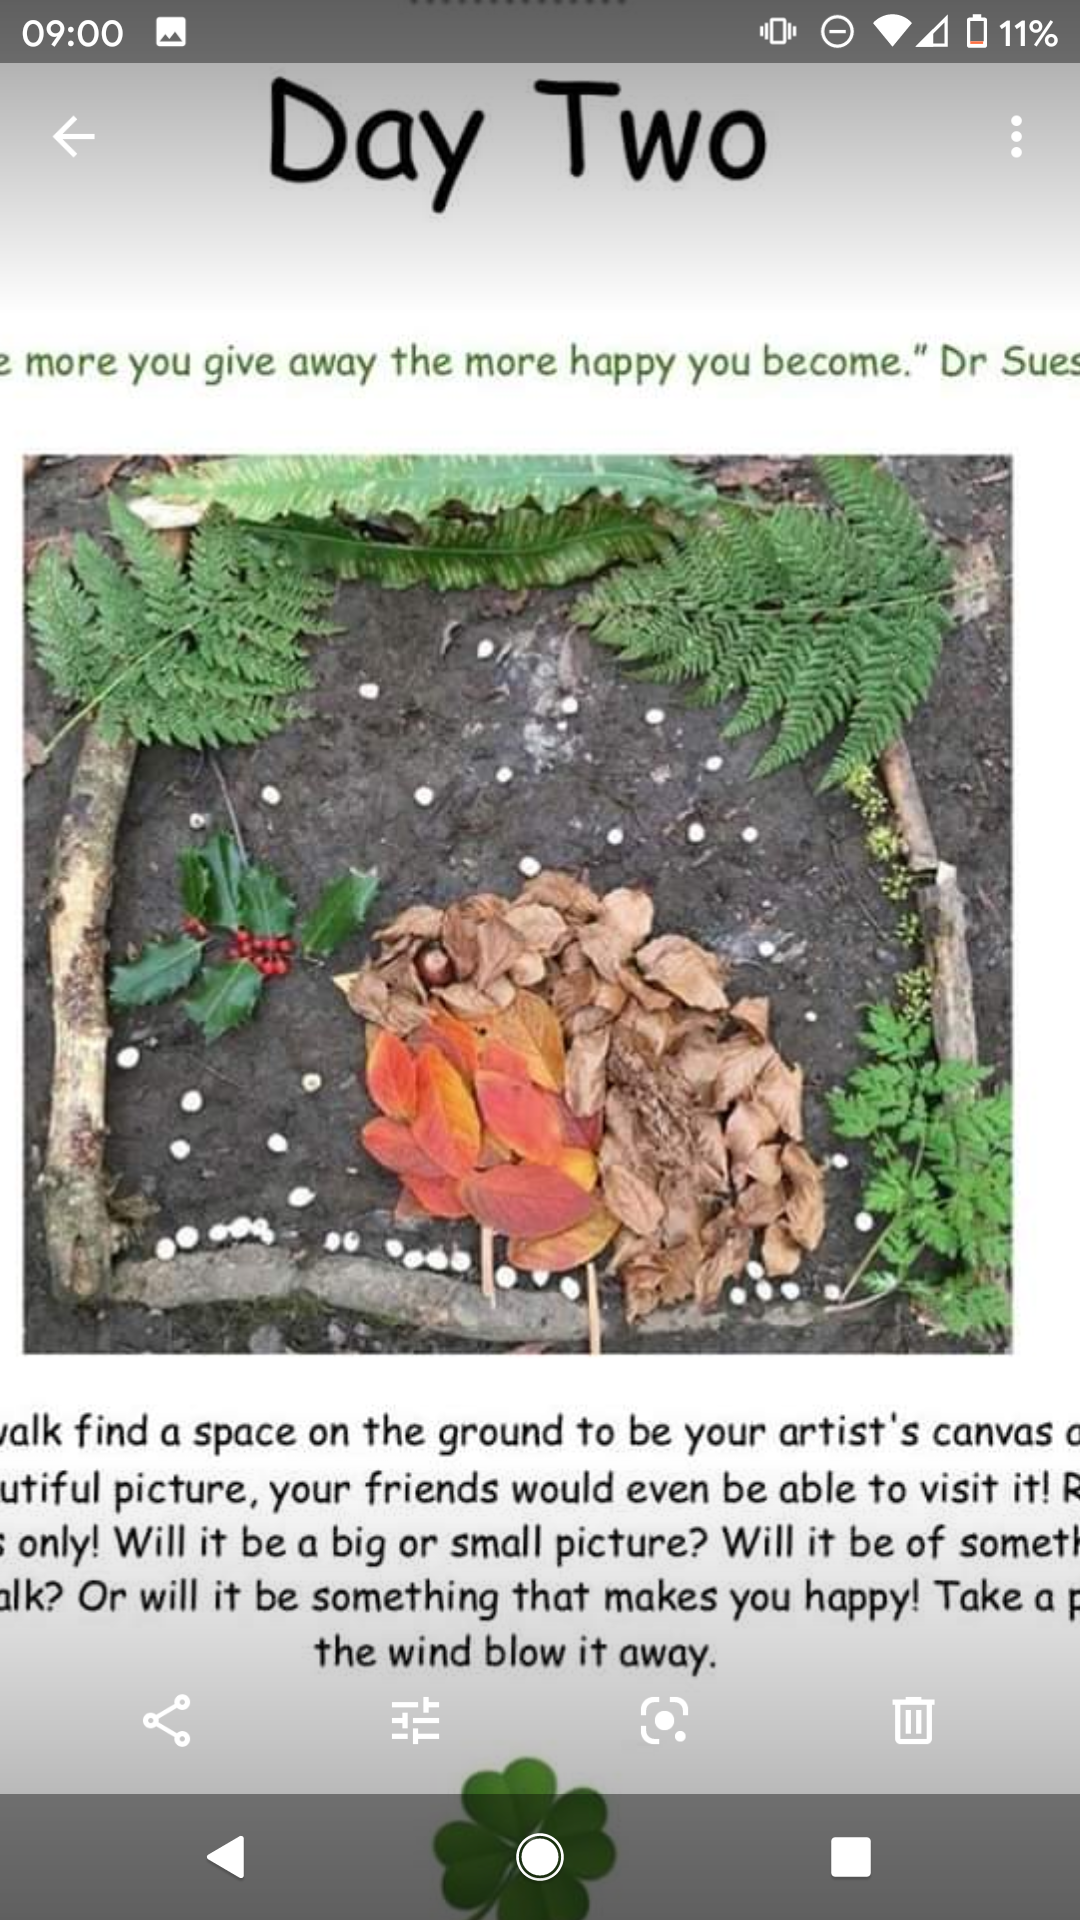 09:00
11%
Day Two
e more you give away the more happy you become.” Dr Sues
walk find a space on the ground to be your artist's canvas a
utiful picture, your friends would even be able to visit it! R
s only! Will it be a big or small picture? Will it be of someth
alk? Or will it be something that makes you happy! Take a p
the wind blow it away.